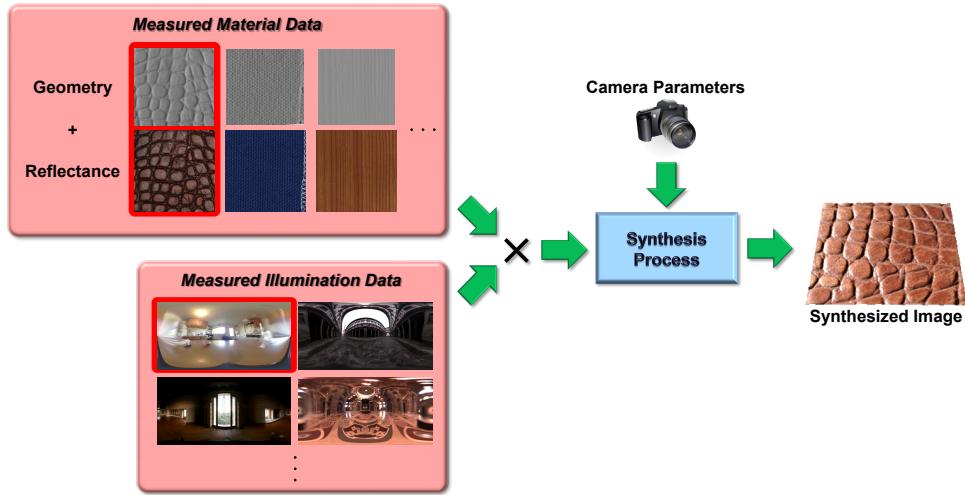 Measured Material Data
Geometry
+
Reflectance
. . .
Measured Illumination Data
.
.
.
×
Camera Parameters
Synthesis
Process
Synthesized Image